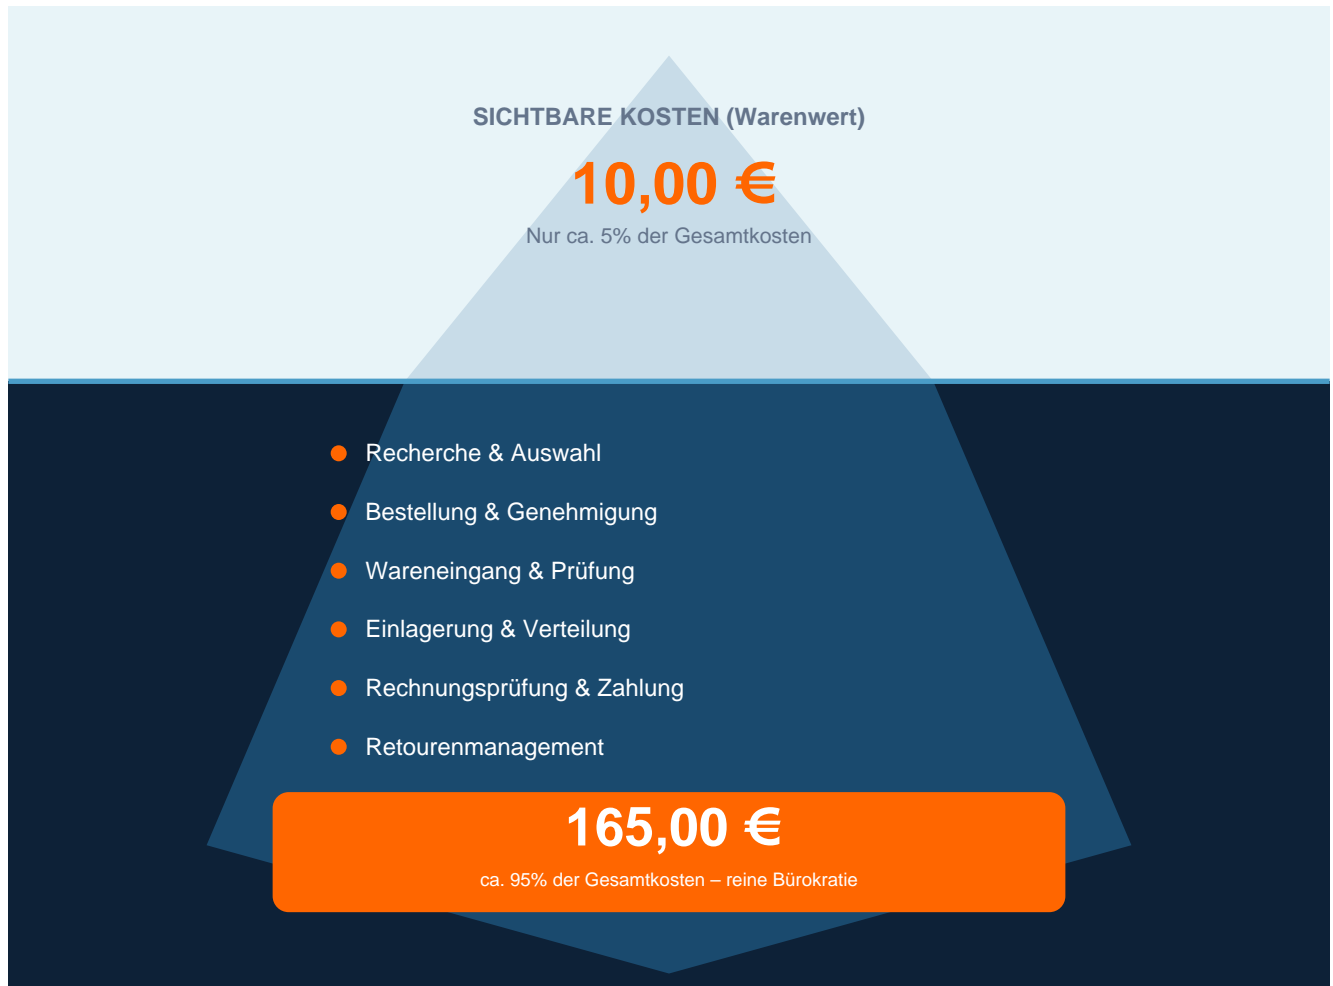 SICHTBARE KOSTEN (Warenwert)
10,00 €
Nur ca. 5% der Gesamtkosten
Recherche & Auswahl
Bestellung & Genehmigung
Wareneingang & Prüfung
Einlagerung & Verteilung
Rechnungsprüfung & Zahlung
Retourenmanagement
165,00 €
ca. 95% der Gesamtkosten – reine Bürokratie